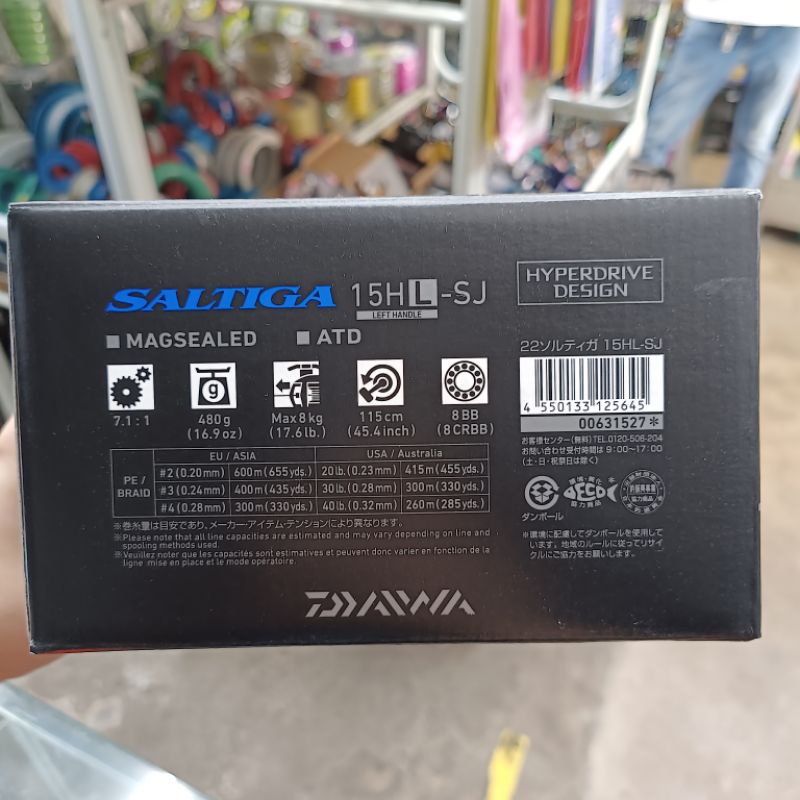 SALTIGA 15HL-SJ
LEFT HANDLE
HYPERDRIVE
DESIGN
■ MAGSEALED ■ ATD
22ソルティガ 15HL-SJ
g
7.1 : 1
480g
(16.9oz)
Max8kg
(17.6lb.)
115cm
(45.4inch)
8BB
(8CRBB)
4 550133 125645
00631527*
お客様センター(無料)TEL.0120-506-204
お問い合わせ受付時間は9:00~17:00
(土・日・祝祭日は除く)
EU / ASIA USA / Australia
PE / BRAID
#2(0.20mm) 600m(655yds.) 20lb.(0.23mm) 415m(455yds.)
#3(0.24mm) 400m(435yds.) 30lb.(0.28mm) 300m(330yds.)
#4(0.28mm) 300m(330yds.) 40lb.(0.32mm) 260m(285yds.)
※巻糸量は目安であり、メーカー・アイテム・テンションにより異なります。
※Please note that all line capacities are estimated and may vary depending on line and
spooling methods used.
※Veuillez noter que les capacités sont estimatives et peuvent donc varier en fonction de la
ligne mise en place et le mode opératoire.
ECO
協力商品
ダンボール
※環境に配慮してダンボールを使用して
います。地域のルールに従ってリサイ
クルにご協力をお願いします。
DAIWA